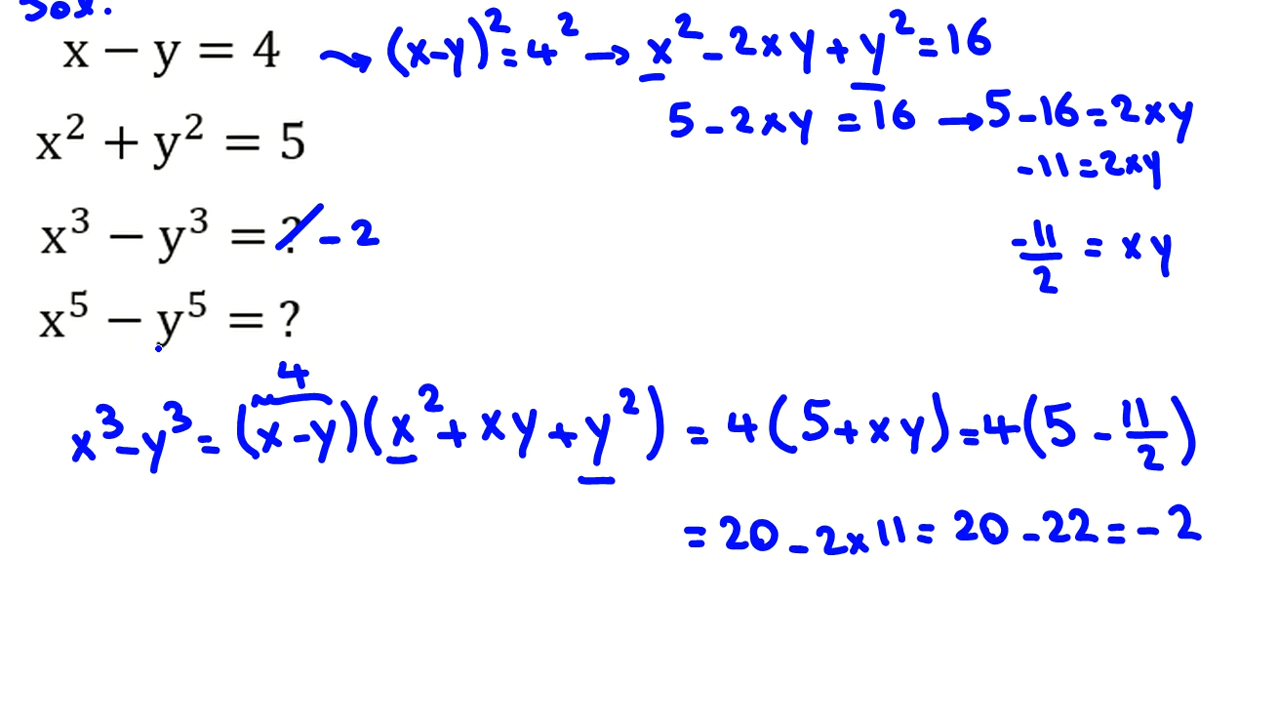 Sol:
x − y = 4 → (x-y)² = 4² → x² - 2xy + y² = 16
5 - 2xy = 16 → 5 - 16 = 2xy
x² + y² = 5
-11 = 2xy
x³ − y³ = ? -2
-11/2 = xy
x⁵ − y⁵ = ?
4
x³ - y³ = (x-y)(x² + xy + y²) = 4(5 + xy) = 4(5 - 11/2)
= 20 - 2x11 = 20 - 22 = -2